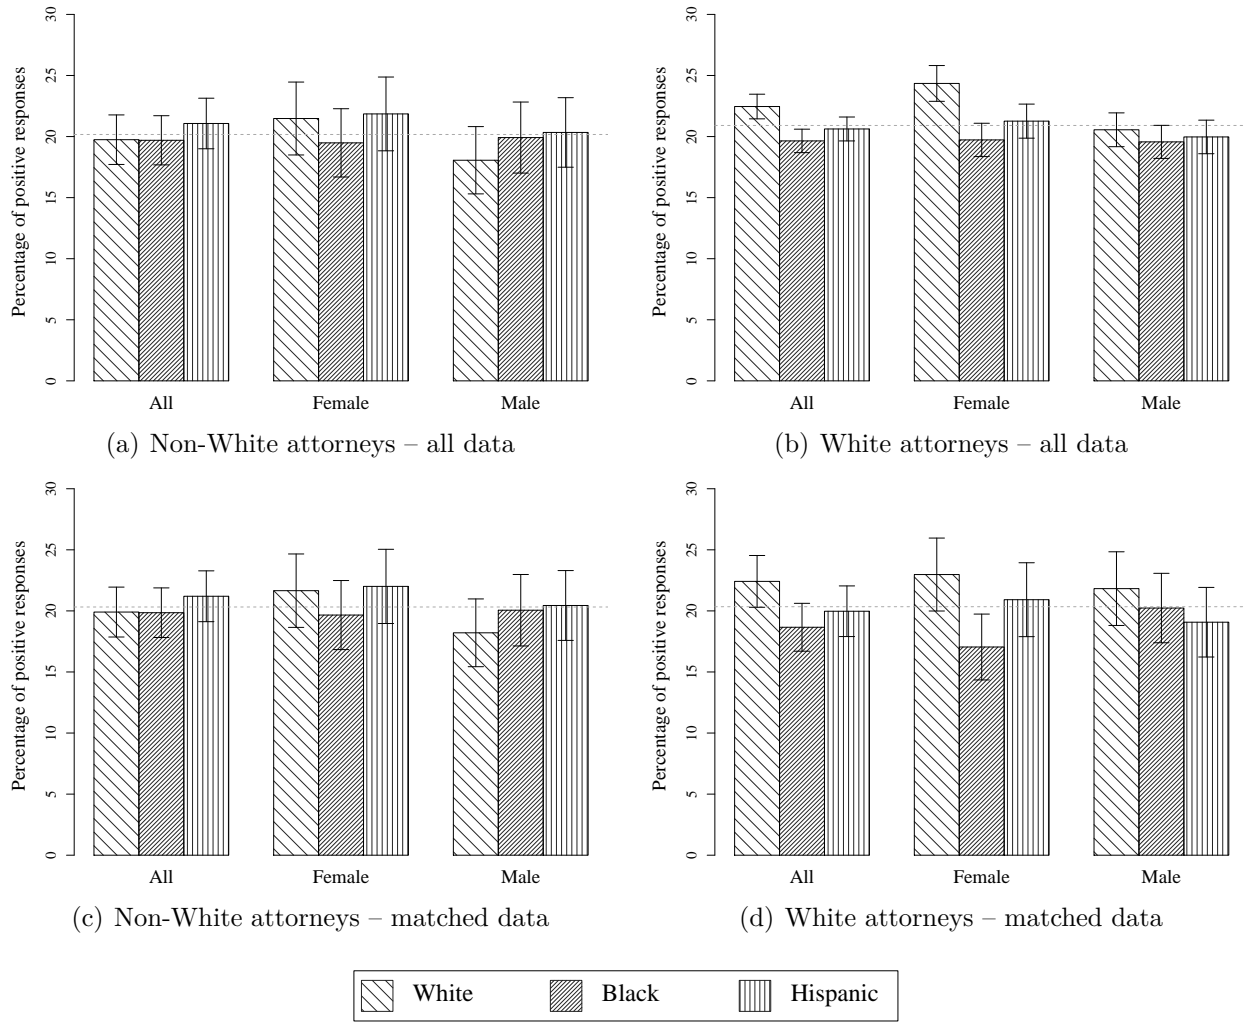 Percentage of positive responses
0 5 10 15 20 25 30
All Female Male
(a) Non-White attorneys – all data
Percentage of positive responses
0 5 10 15 20 25 30
All Female Male
(b) White attorneys – all data
Percentage of positive responses
0 5 10 15 20 25 30
All Female Male
(c) Non-White attorneys – matched data
Percentage of positive responses
0 5 10 15 20 25 30
All Female Male
(d) White attorneys – matched data
White Black Hispanic